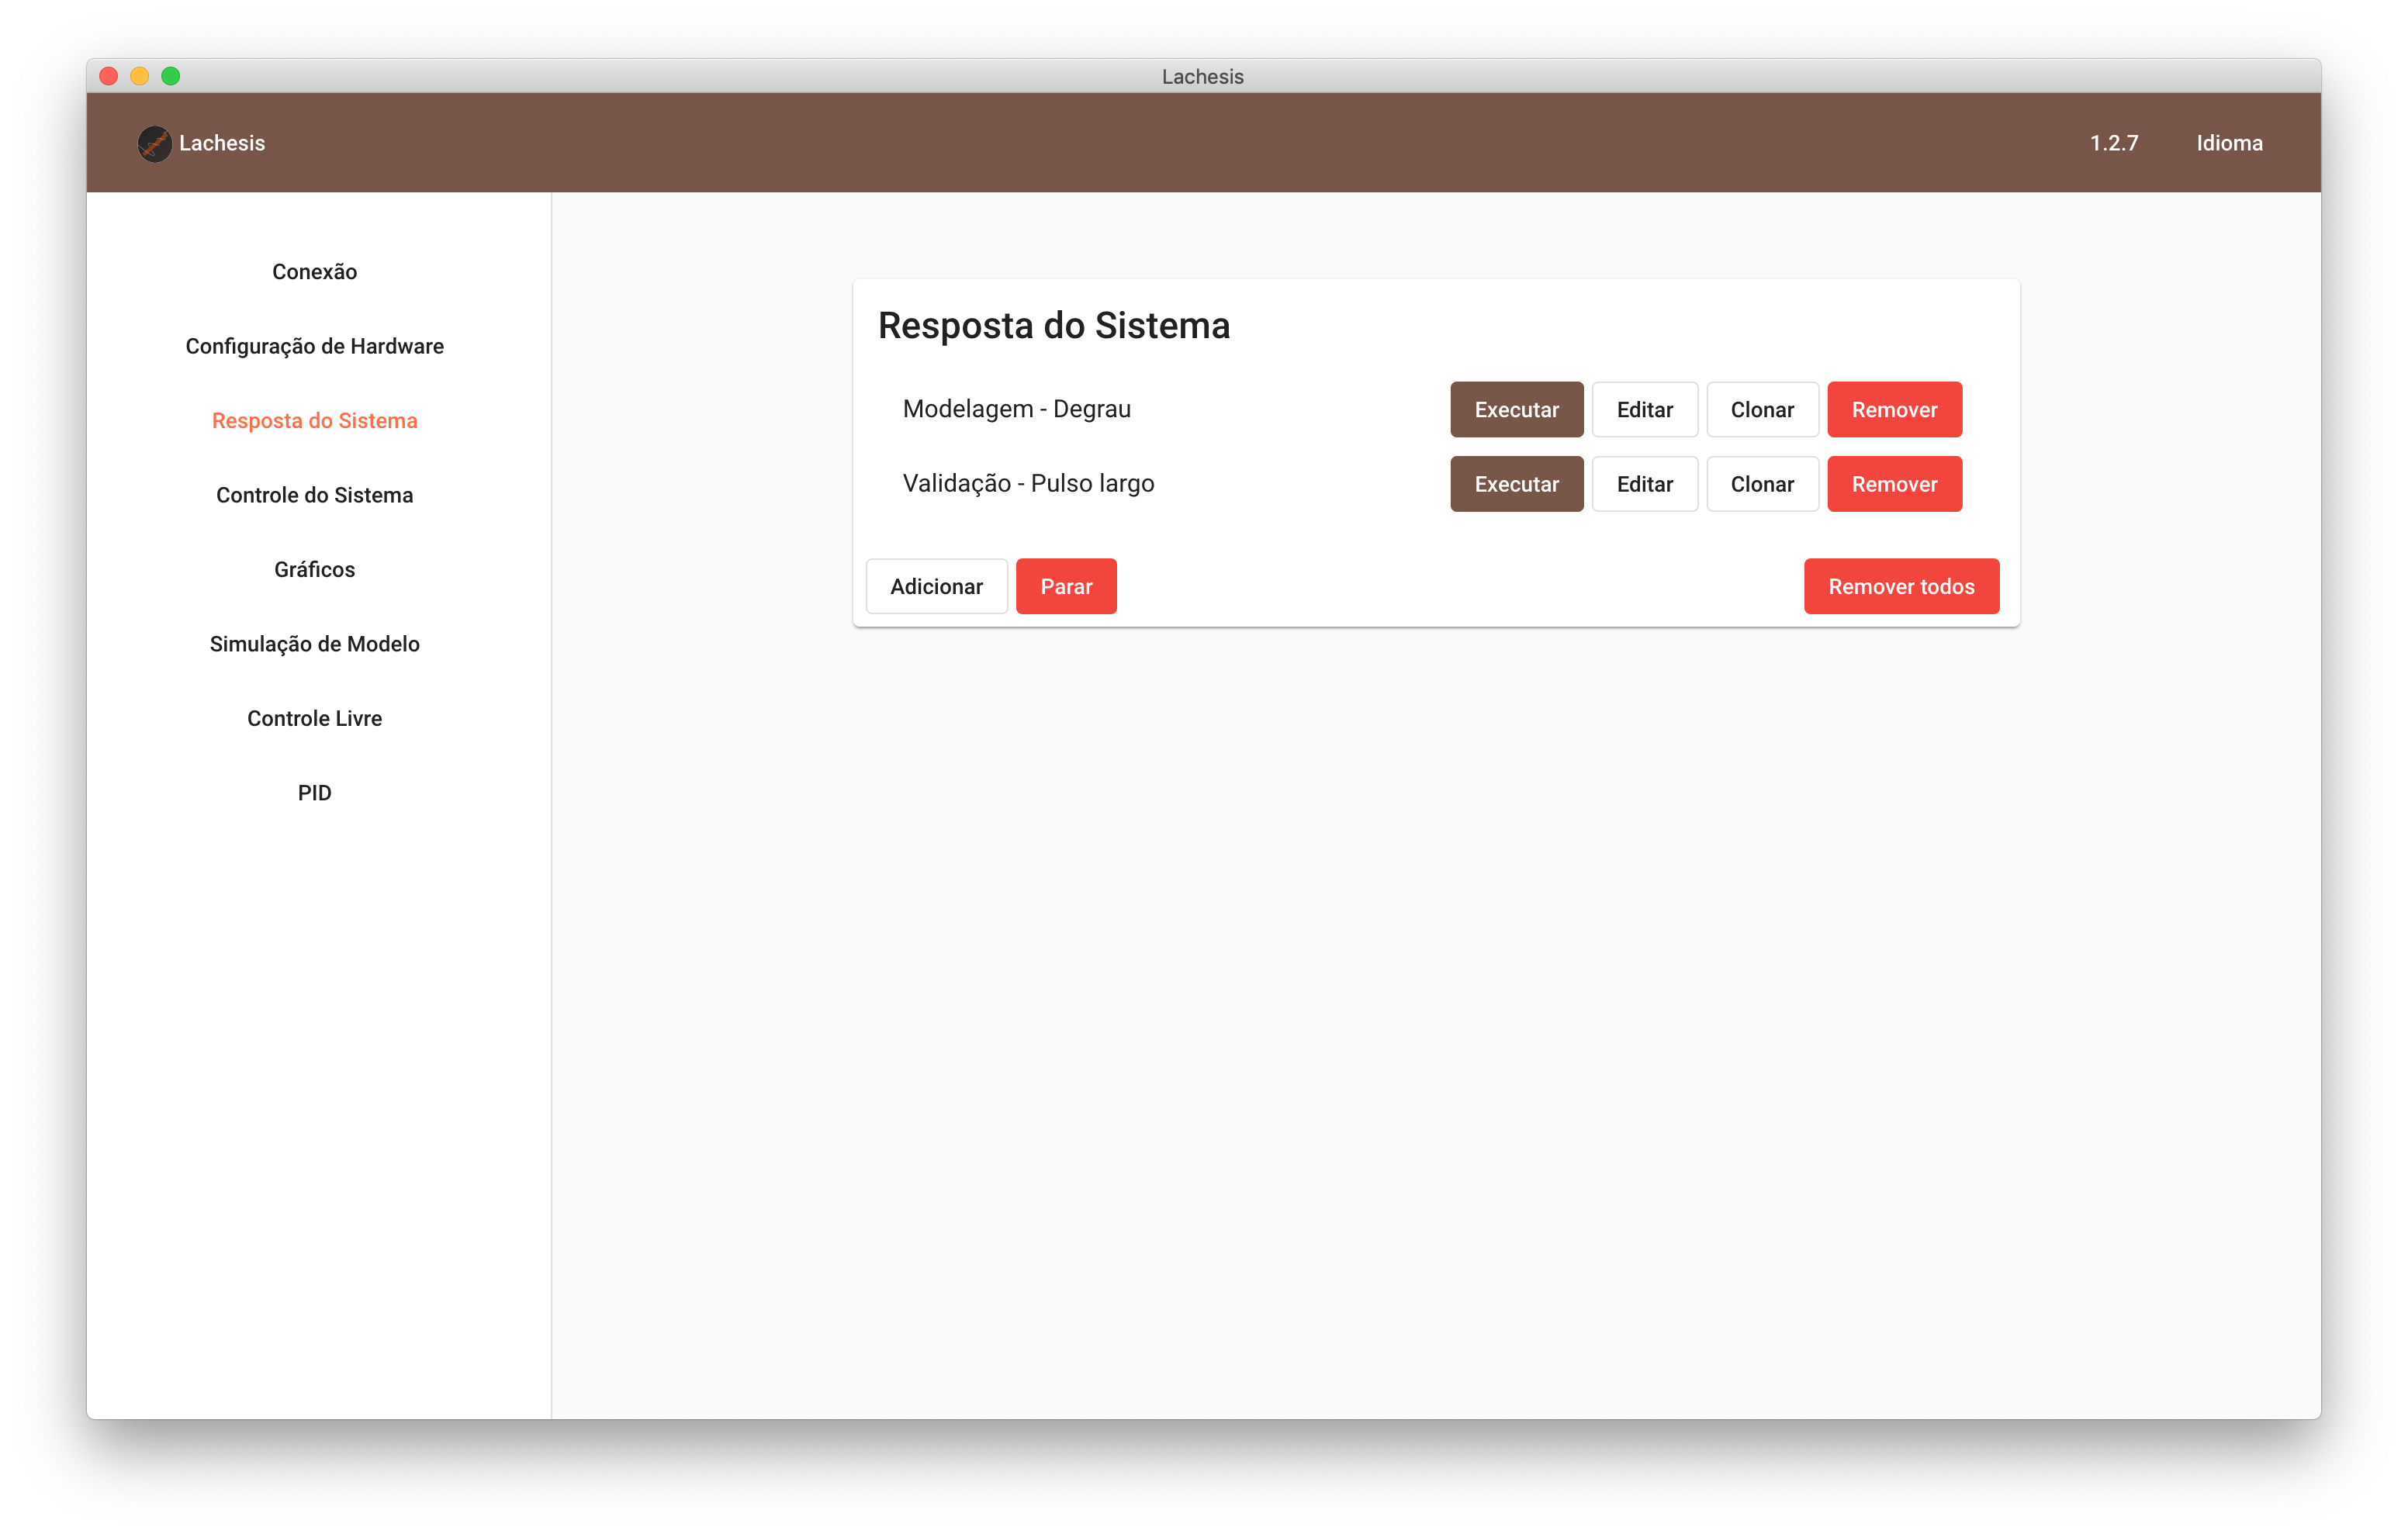 Lachesis
Lachesis 1.2.7 Idioma
Conexão
Configuração de Hardware
Resposta do Sistema
Controle do Sistema
Gráficos
Simulação de Modelo
Controle Livre
PID
Resposta do Sistema
Modelagem - Degrau Executar Editar Clonar Remover
Validação - Pulso largo Executar Editar Clonar Remover
Adicionar Parar Remover todos